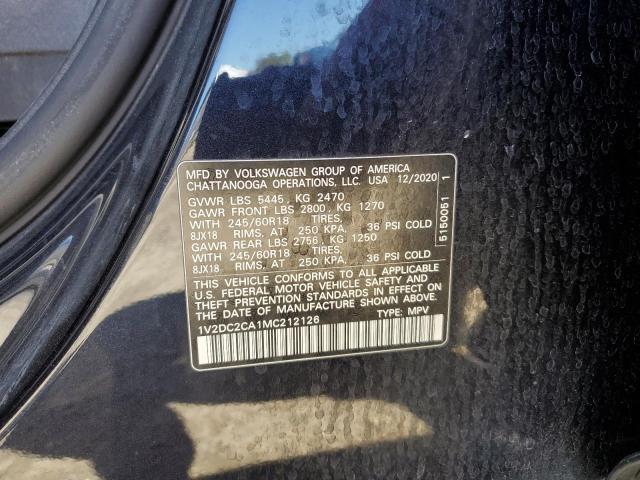 MFD BY VOLKSWAGEN GROUP OF AMERICA
CHATTANOOGA OPERATIONS, LLC. USA 12/2020
GVWR LBS 5445, KG 2470
GAWR FRONT LBS 2800, KG 1270
WITH 245/60R18 TIRES,
8JX18 RIMS, AT 250 KPA, 36 PSI COLD
GAWR REAR LBS 2756, KG 1250
WITH 245/60R18 TIRES,
8JX18 RIMS, AT 250 KPA, 36 PSI COLD
THIS VEHICLE CONFORMS TO ALL APPLICABLE
U.S. FEDERAL MOTOR VEHICLE SAFETY AND
THEFT PREVENTION STANDARDS IN EFFECT ON
THE DATE OF MANUFACTURE SHOWN ABOVE.
1V2DC2CA1MC212126 TYPE: MPV
5150051 1